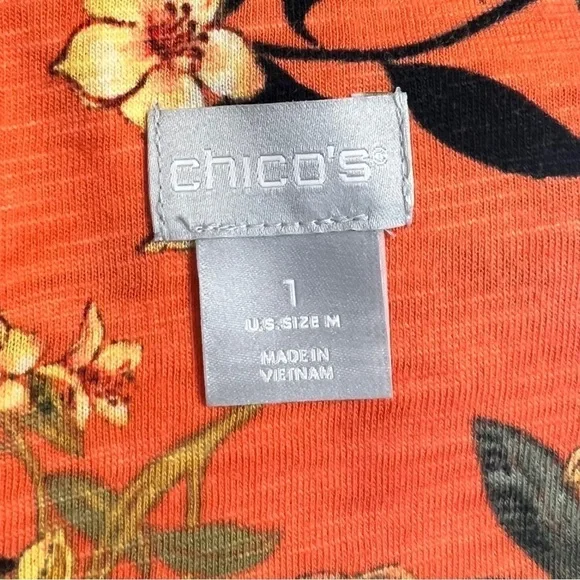 chico's®
1
U.S. SIZE M
MADE IN
VIETNAM